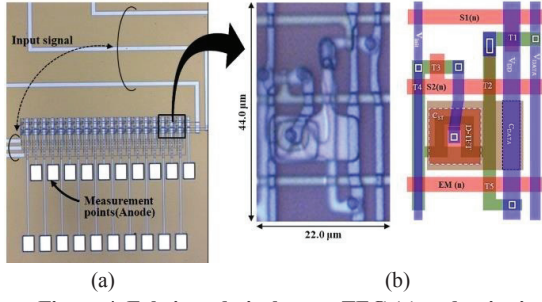 Input signal
Measurement
points(Anode)
(a)
44.0 µm
22.0 µm
S1(n)
T1
VDD
VDATA
T3
T4
S2(n)
T2
CST
D-TFT
CDATA
EM (n)
T5
(b)